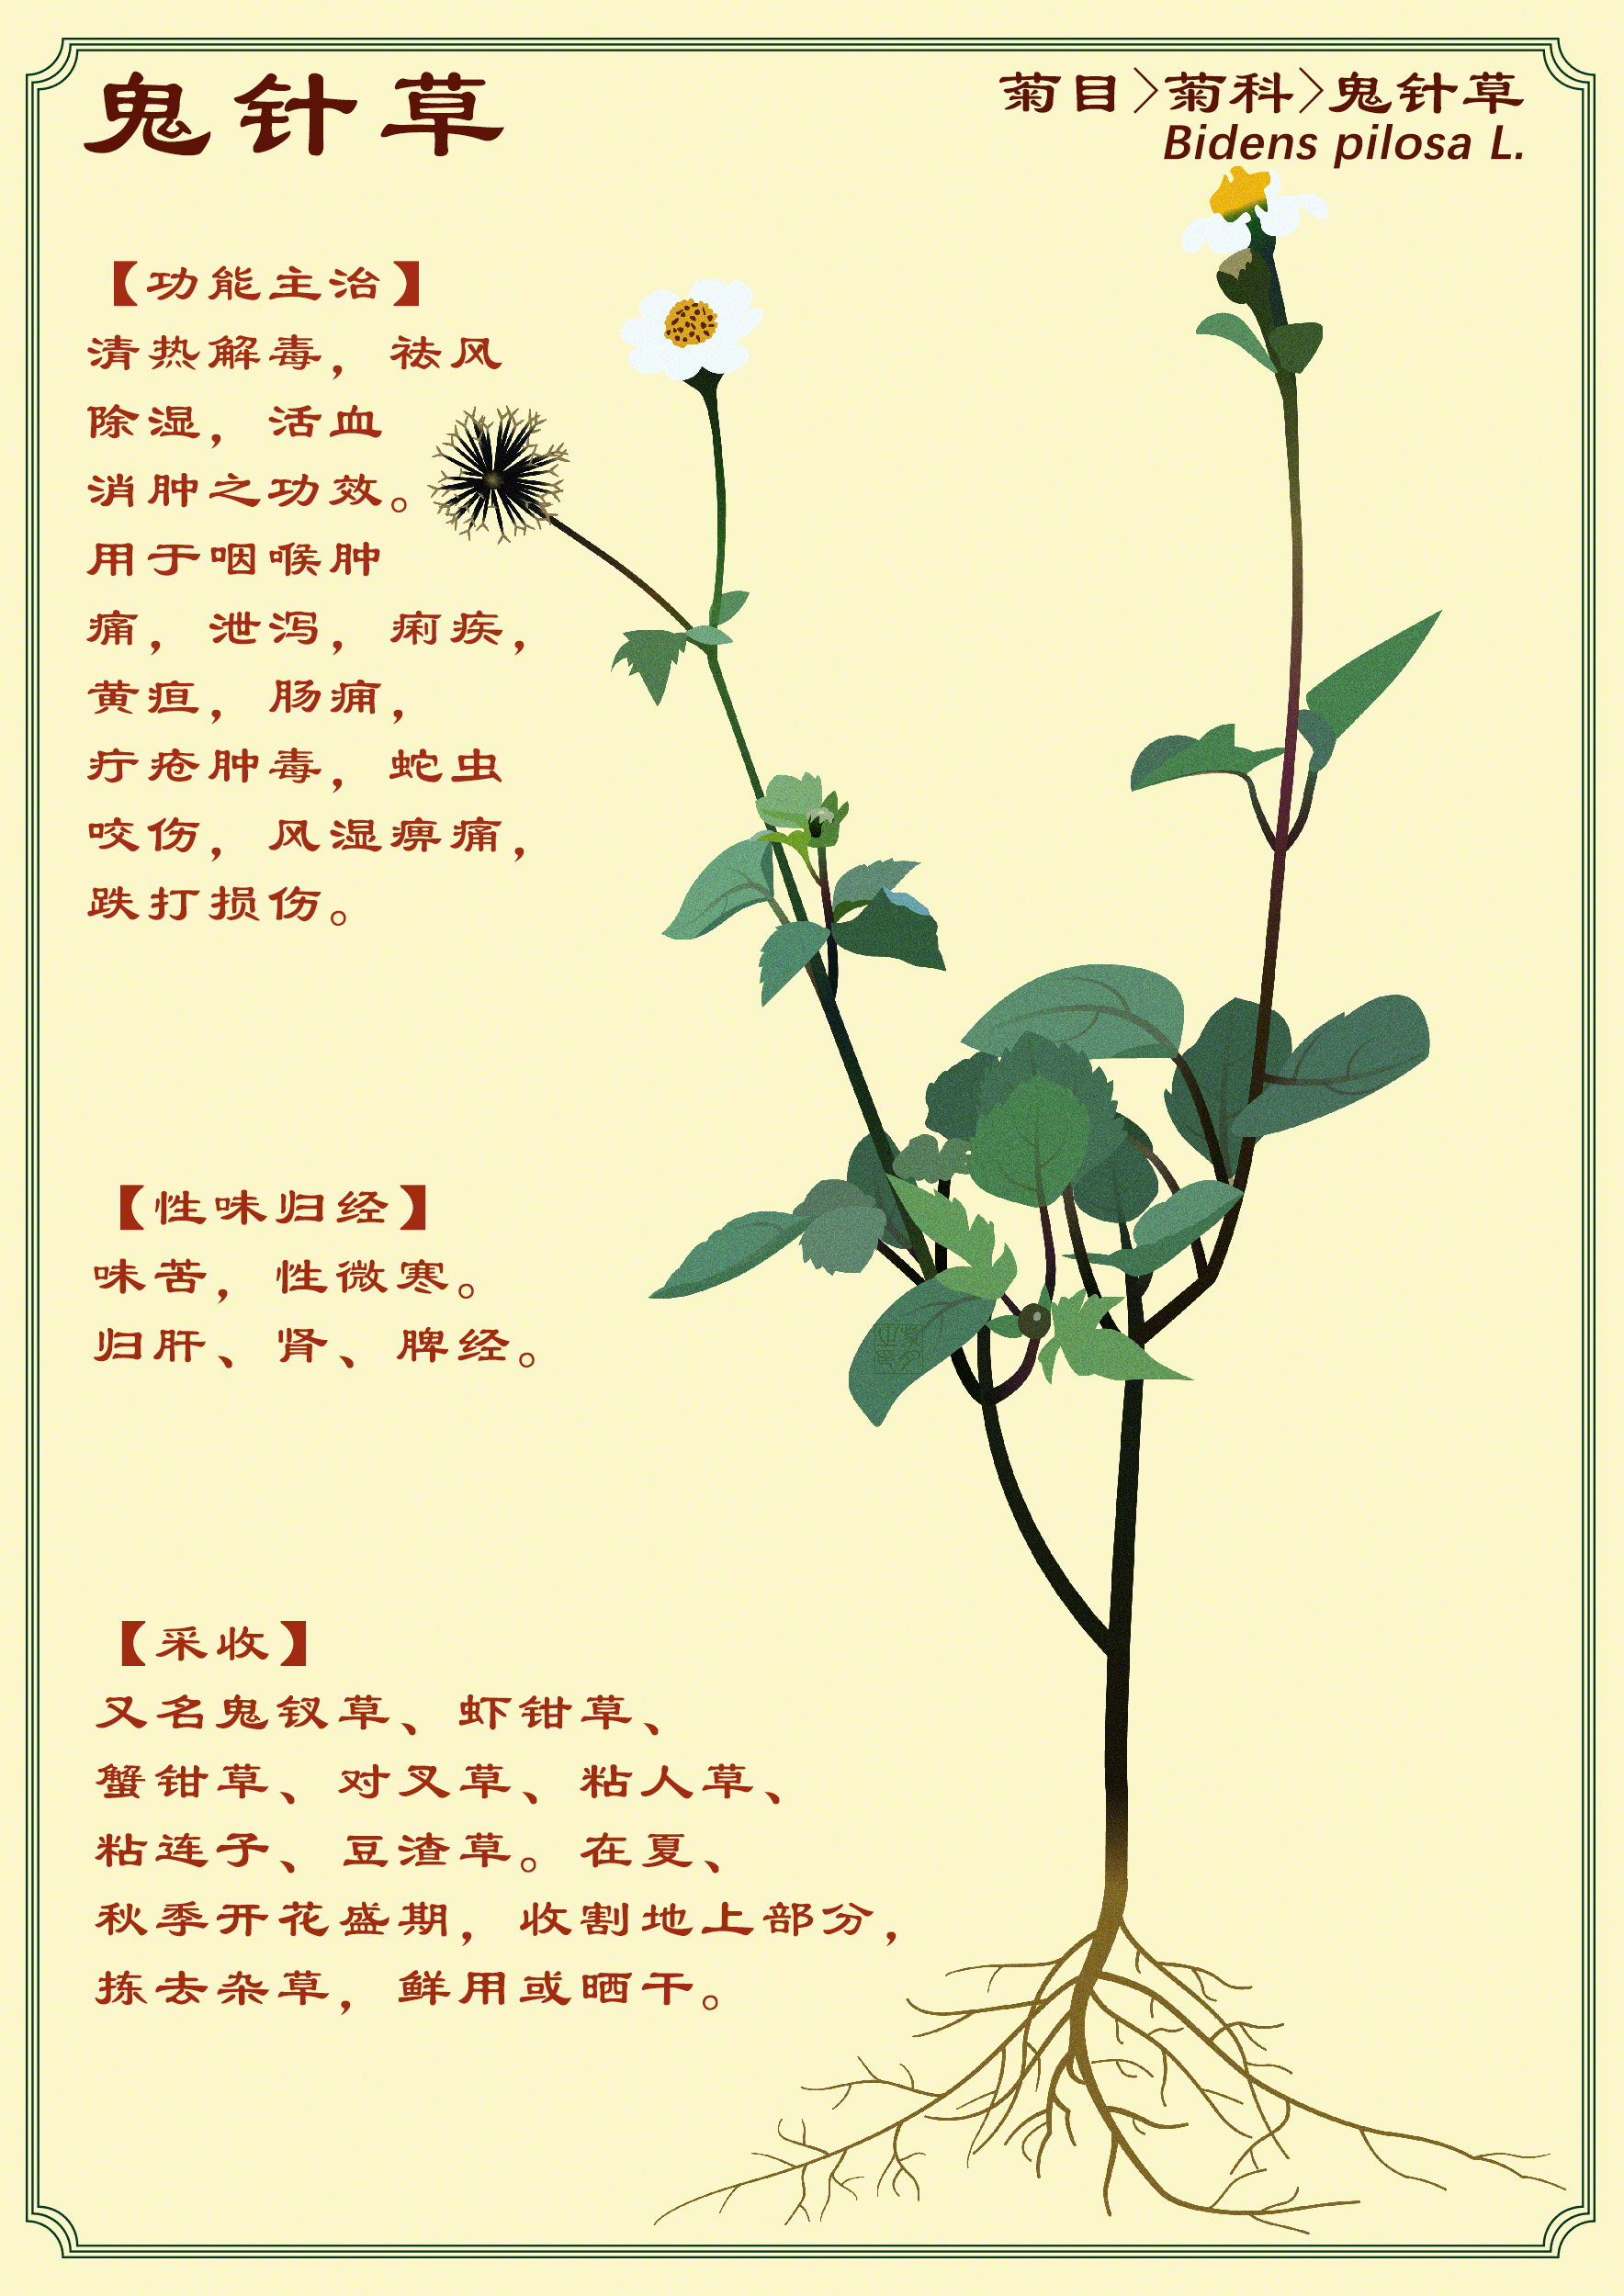 鬼针草
菊目>菊科>鬼针草
Bidens pilosa L.
【功能主治】
清热解毒，祛风
除湿，活血
消肿之功效。
用于咽喉肿
痛，泄泻，痢疾，
黄疸，肠痈，
疔疮肿毒，蛇虫
咬伤，风湿痹痛，
跌打损伤。
【性味归经】
味苦，性微寒。
归肝、肾、脾经。
【采收】
又名鬼钗草、虾钳草、
蟹钳草、对叉草、粘人草、
粘连子、豆渣草。在夏、
秋季开花盛期，收割地上部分，
拣去杂草，鲜用或晒干。